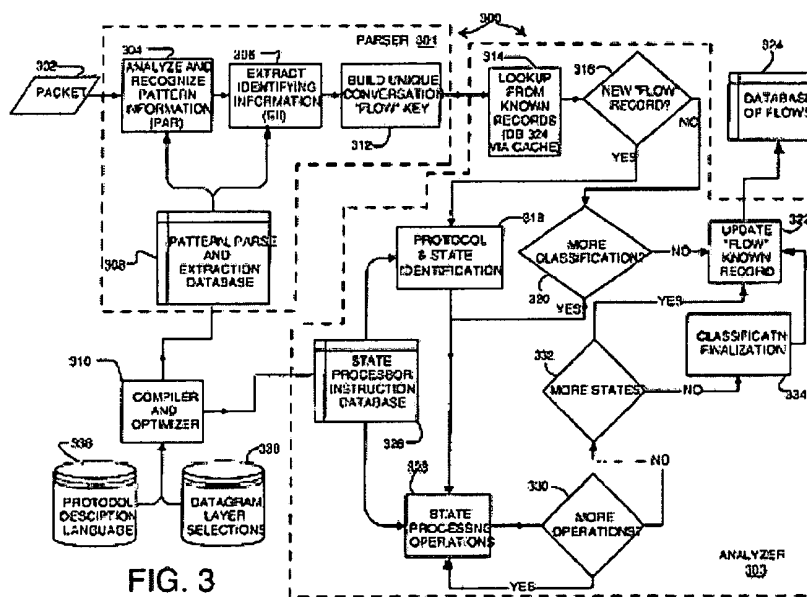 300
PARSER 301
302
PACKET
304
ANALYZE AND
RECOGNIZE
PATTERN
INFORMATION
(PAR)
306
EXTRACT
IDENTIFYING
INFORMATION
(EII)
BUILD UNIQUE
CONVERSATION
"FLOW" KEY
312
314
LOOKUP
FROM
KNOWN
RECORDS
(DB 324
VIA CACHE)
316
NEW "FLOW"
RECORD?
NO
YES
324
DATABASE
OF FLOWS
308
PATTERN PARSE
AND
EXTRACTION
DATABASE
318
PROTOCOL
& STATE
IDENTIFICATION
MORE
CLASSIFICATION?
320
NO
YES
UPDATE
"FLOW"
KNOWN
RECORD
322
YES
310
COMPILER
AND
OPTIMIZER
STATE
PROCESSOR
INSTRUCTION
DATABASE
326
332
MORE STATES
NO
CLASSIFICATN
FINALIZATION
334
PROTODOL
DESCIPTION
LANGUAGE
DATAGRAM
LAYER
SELECTIONS
STATE
PROCESSNG
OPERATIONS
330
MORE
OPERATIONS?
NO
YES
ANALYZER
303
FIG. 3